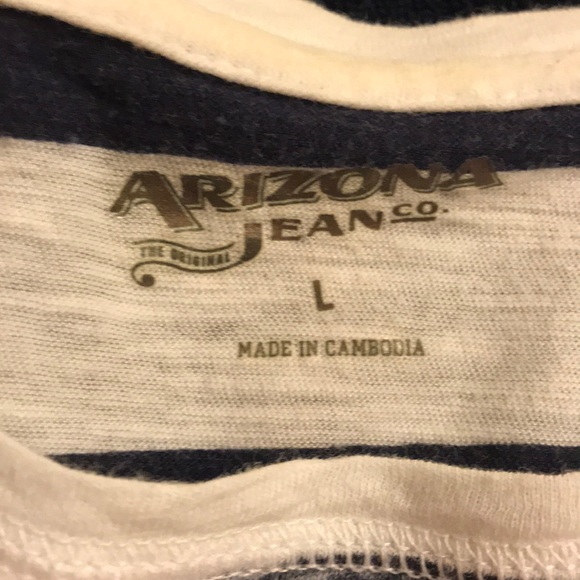 ARIZONA
JEAN CO.
THE ORIGINAL
L
MADE IN CAMBODIA